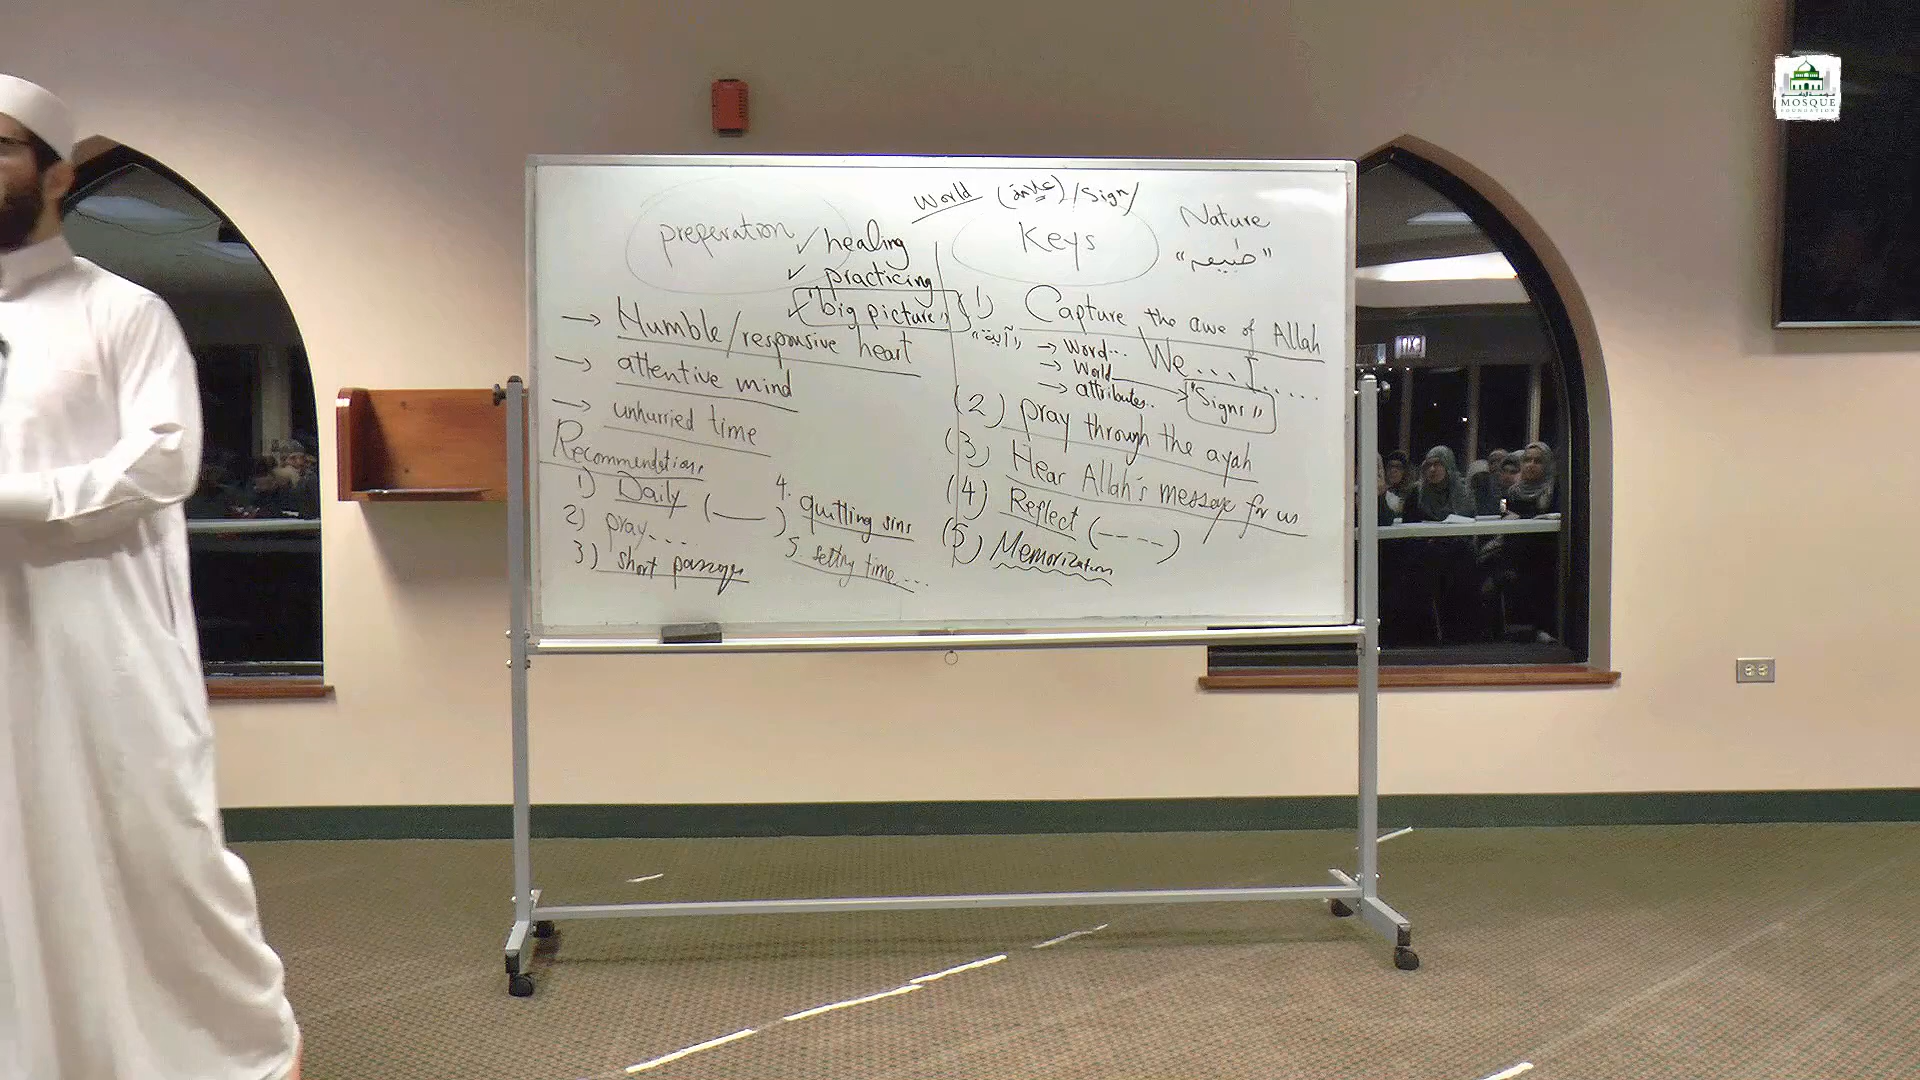 World (علامة) /Sign/
preperation
✓ healing
✓ practicing
✓ "big picture"
→ Humble/responsive heart
→ attentive mind
→ unhurried time
Recommendations
1) Daily (——)
2) pray....
3) short passage
4. quitting sins
5. setting time....
Keys
Nature
"طبيعة"
1) Capture the awe of Allah
"آية"
→ Word...
→ World
→ attributes..
We.........
"Signs"
(2) pray through the ayah
(3) Hear Allah's message for us
(4) Reflect (----)
(5) Memorization
MOSQUE
FOUNDATION